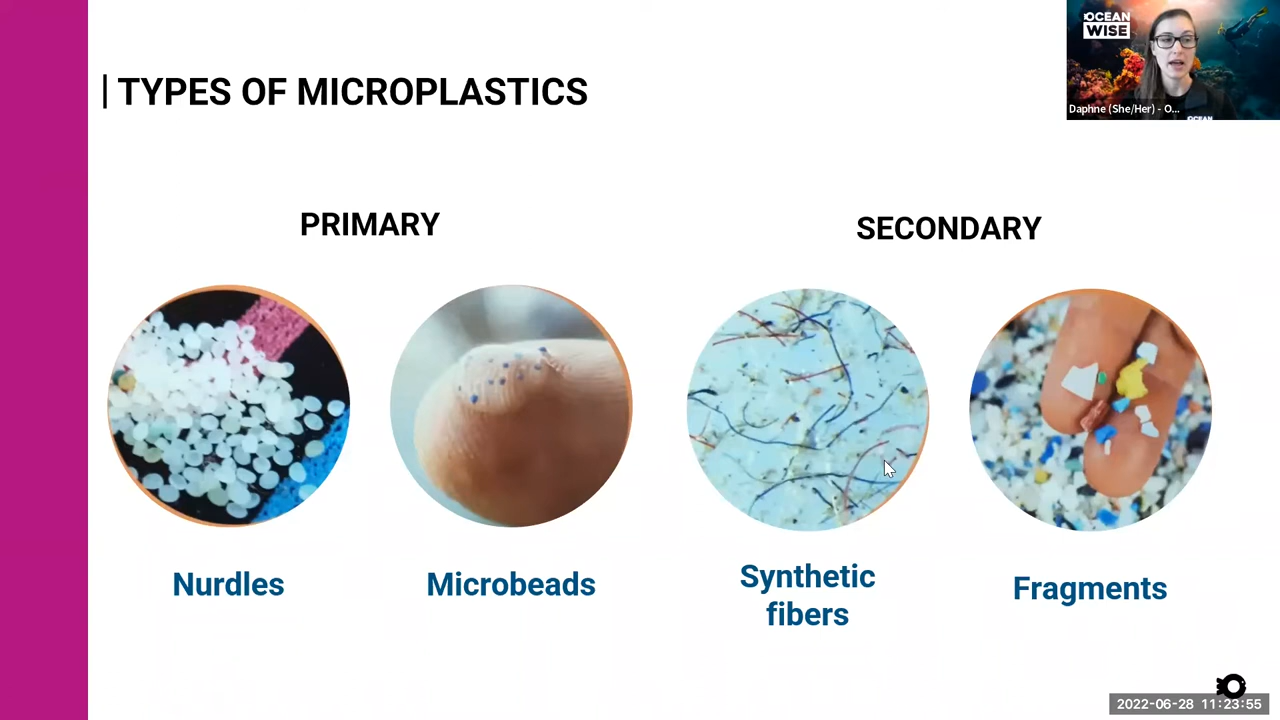 OCEAN
WISE
Daphne (She/Her) - O...
OCEAN
| TYPES OF MICROPLASTICS
PRIMARY
SECONDARY
Nurdles
Microbeads
Synthetic
fibers
Fragments
2022-06-28 11:23:55